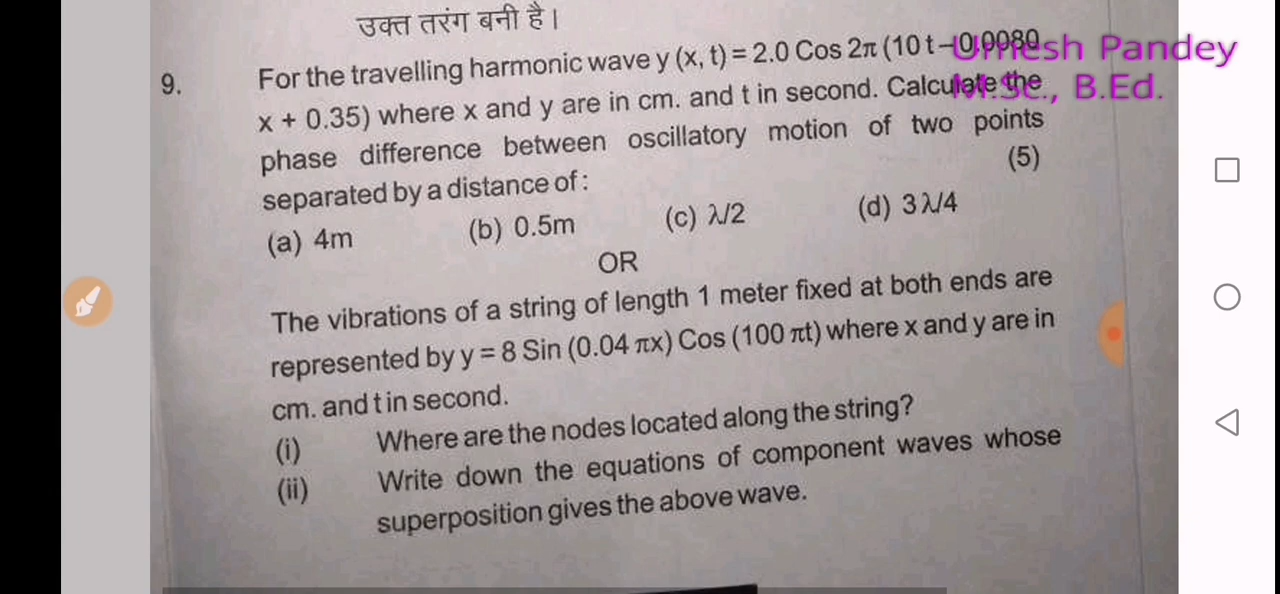 उक्त तरंग बनी है।
9. For the travelling harmonic wave y (x, t) = 2.0 Cos 2π (10 t – 0.0080
Umesh Pandey
x + 0.35) where x and y are in cm. and t in second. Calculate the
M.Sc., B.Ed.
phase difference between oscillatory motion of two points
separated by a distance of : (5)
(a) 4m (b) 0.5m (c) λ/2 (d) 3 λ/4
OR
The vibrations of a string of length 1 meter fixed at both ends are
represented by y = 8 Sin (0.04 πx) Cos (100 πt) where x and y are in
cm. and t in second.
(i) Where are the nodes located along the string?
(ii) Write down the equations of component waves whose
superposition gives the above wave.